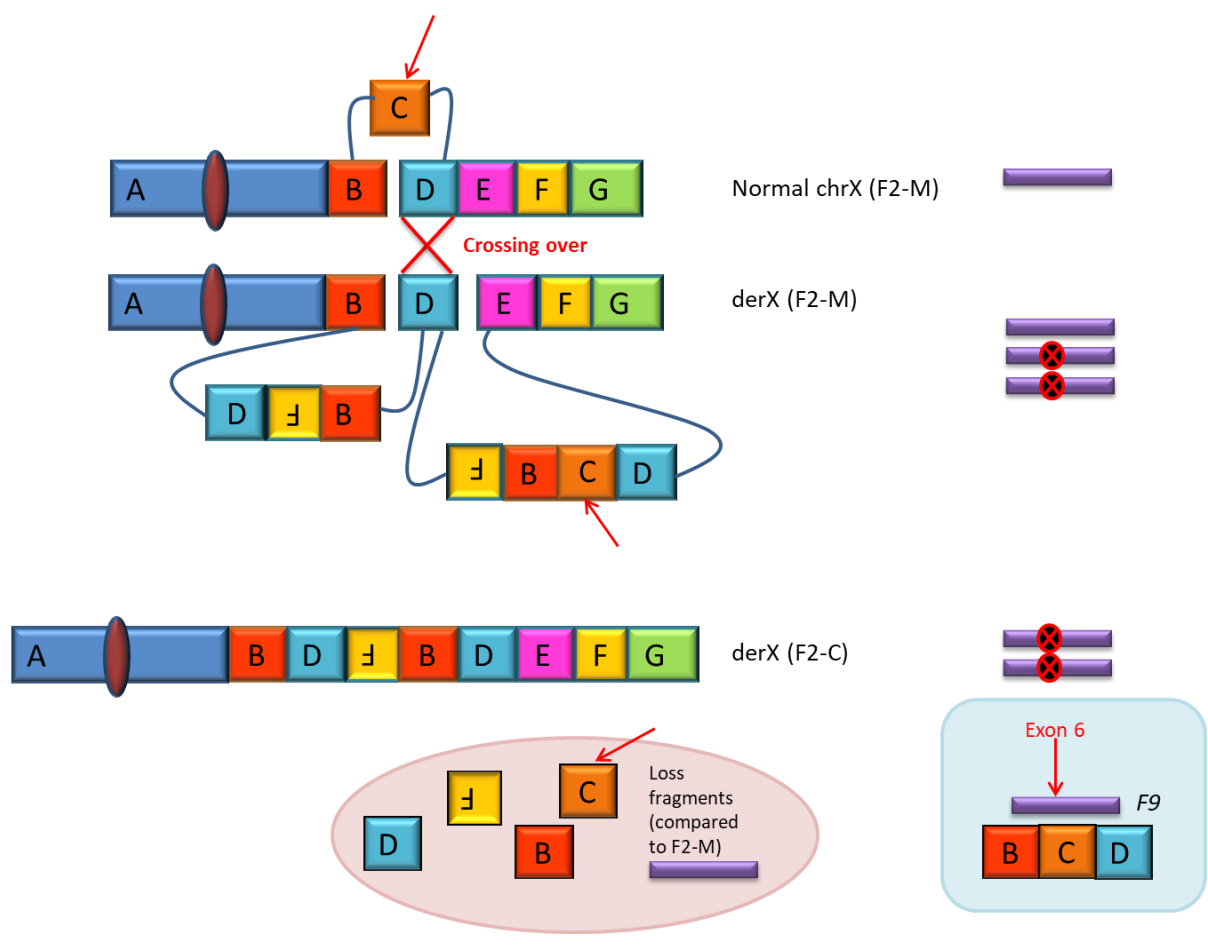 C
A B D E F G
Normal chrX (F2-M)
Crossing over
A B D E F G
derX (F2-M)
D Ⅎ B
Ⅎ B C D
A B D Ⅎ B D E F G
derX (F2-C)
Exon 6
F9
B C D
Ⅎ
C
D
B
Loss
fragments
(compared
to F2-M)